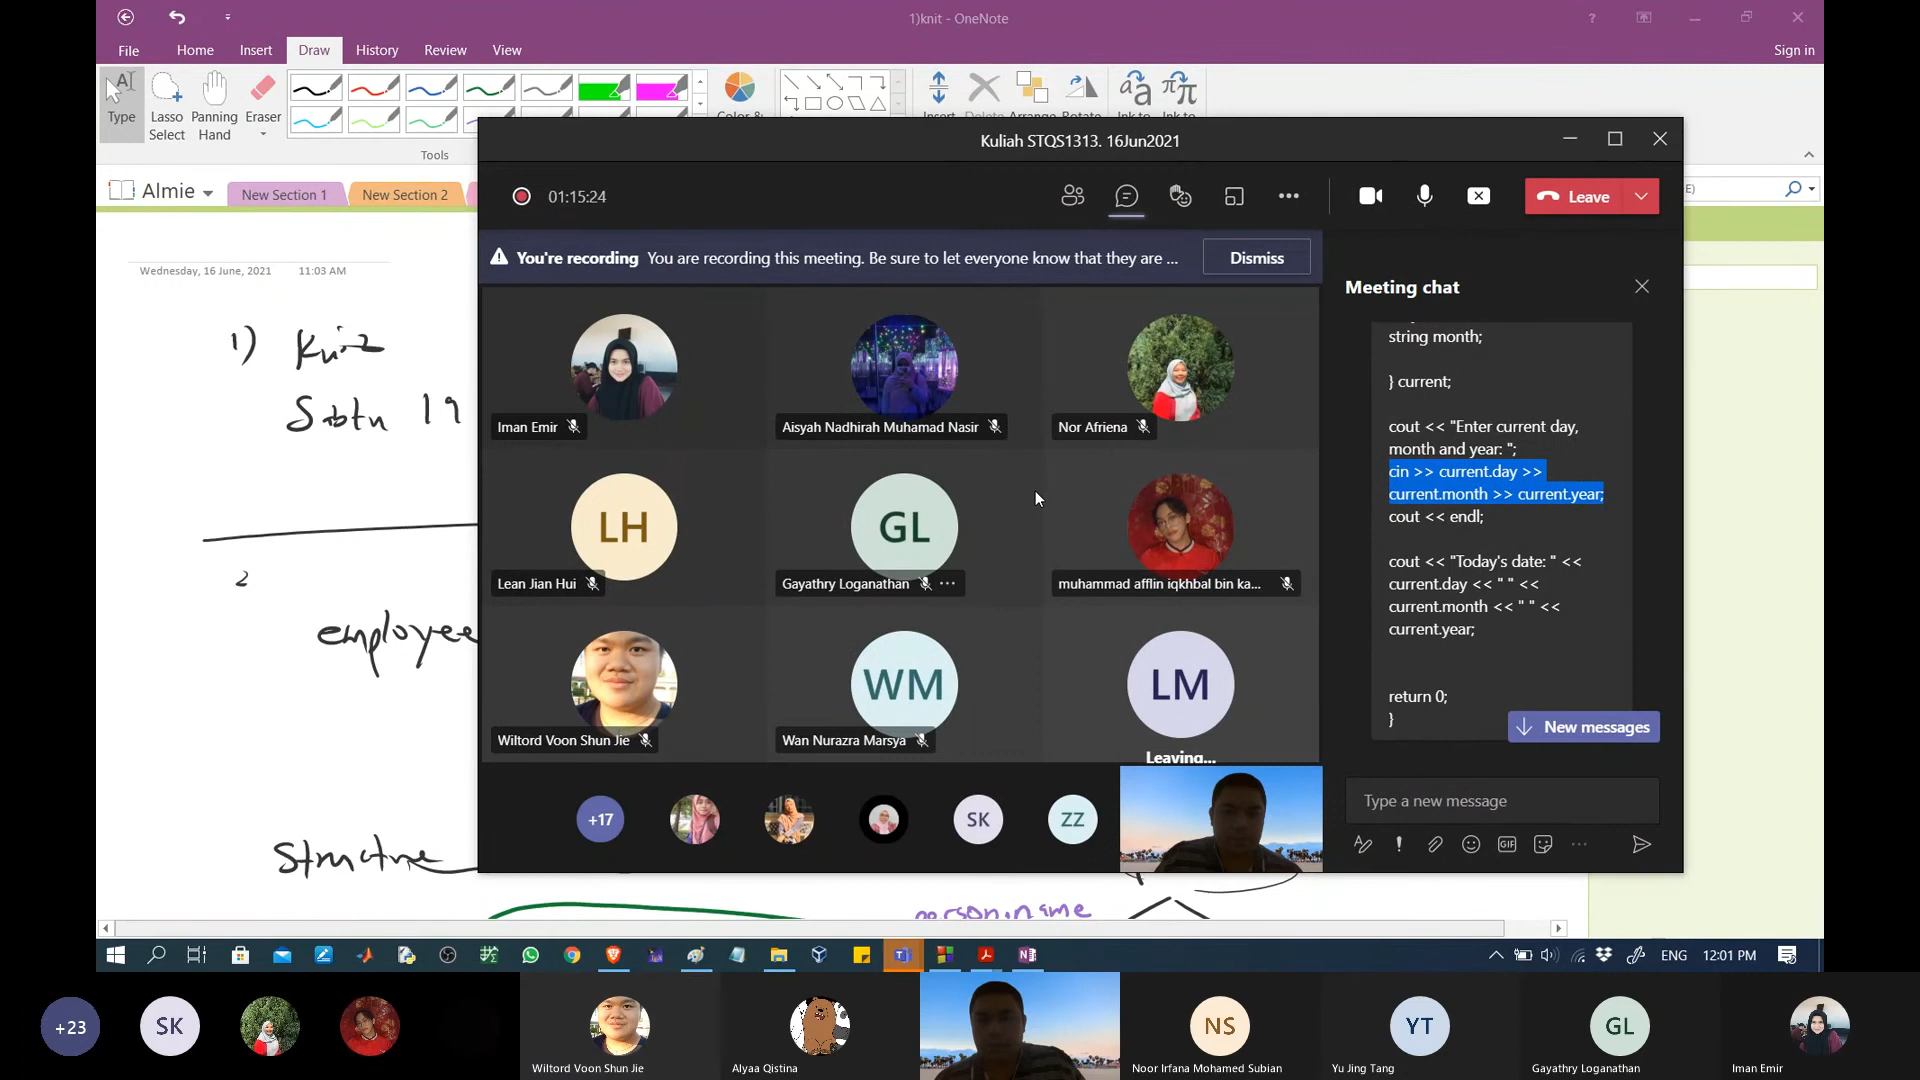 1)knit - OneNote
?
File
Home
Insert
Draw
History
Review
View
Sign in
Type
Lasso Select
Panning Hand
Eraser
Tools
Almie
New Section 1
New Section 2
Wednesday, 16 June, 2021
11:03 AM
1)
19
2
employee
Structure
person.name
Kuliah STQS1313. 16Jun2021
01:15:24
Leave
You're recording You are recording this meeting. Be sure to let everyone know that they are ...
Dismiss
Iman Emir
Aisyah Nadhirah Muhamad Nasir
Nor Afriena
LH
Lean Jian Hui
GL
Gayathry Loganathan
muhammad afflin iqkhbal bin ka...
Wiltord Voon Shun Jie
WM
Wan Nurazra Marsya
LM
Leaving...
+17
SK
ZZ
Meeting chat
string month;
} current;
cout << "Enter current day,
month and year: ";
cin >> current.day >>
current.month >> current.year;
cout << endl;
cout << "Today's date: " <<
current.day << " " <<
current.month << " " <<
current.year;
return 0;
}
New messages
Type a new message
GIF
ENG
12:01 PM
+23
SK
Wiltord Voon Shun Jie
Alyaa Qistina
NS
Noor Irfana Mohamed Subian
YT
Yu Jing Tang
GL
Gayathry Loganathan
Iman Emir